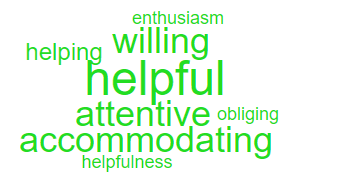 enthusiasm
willing
helping
helpful
attentive
obliging
accommodating
helpfulness